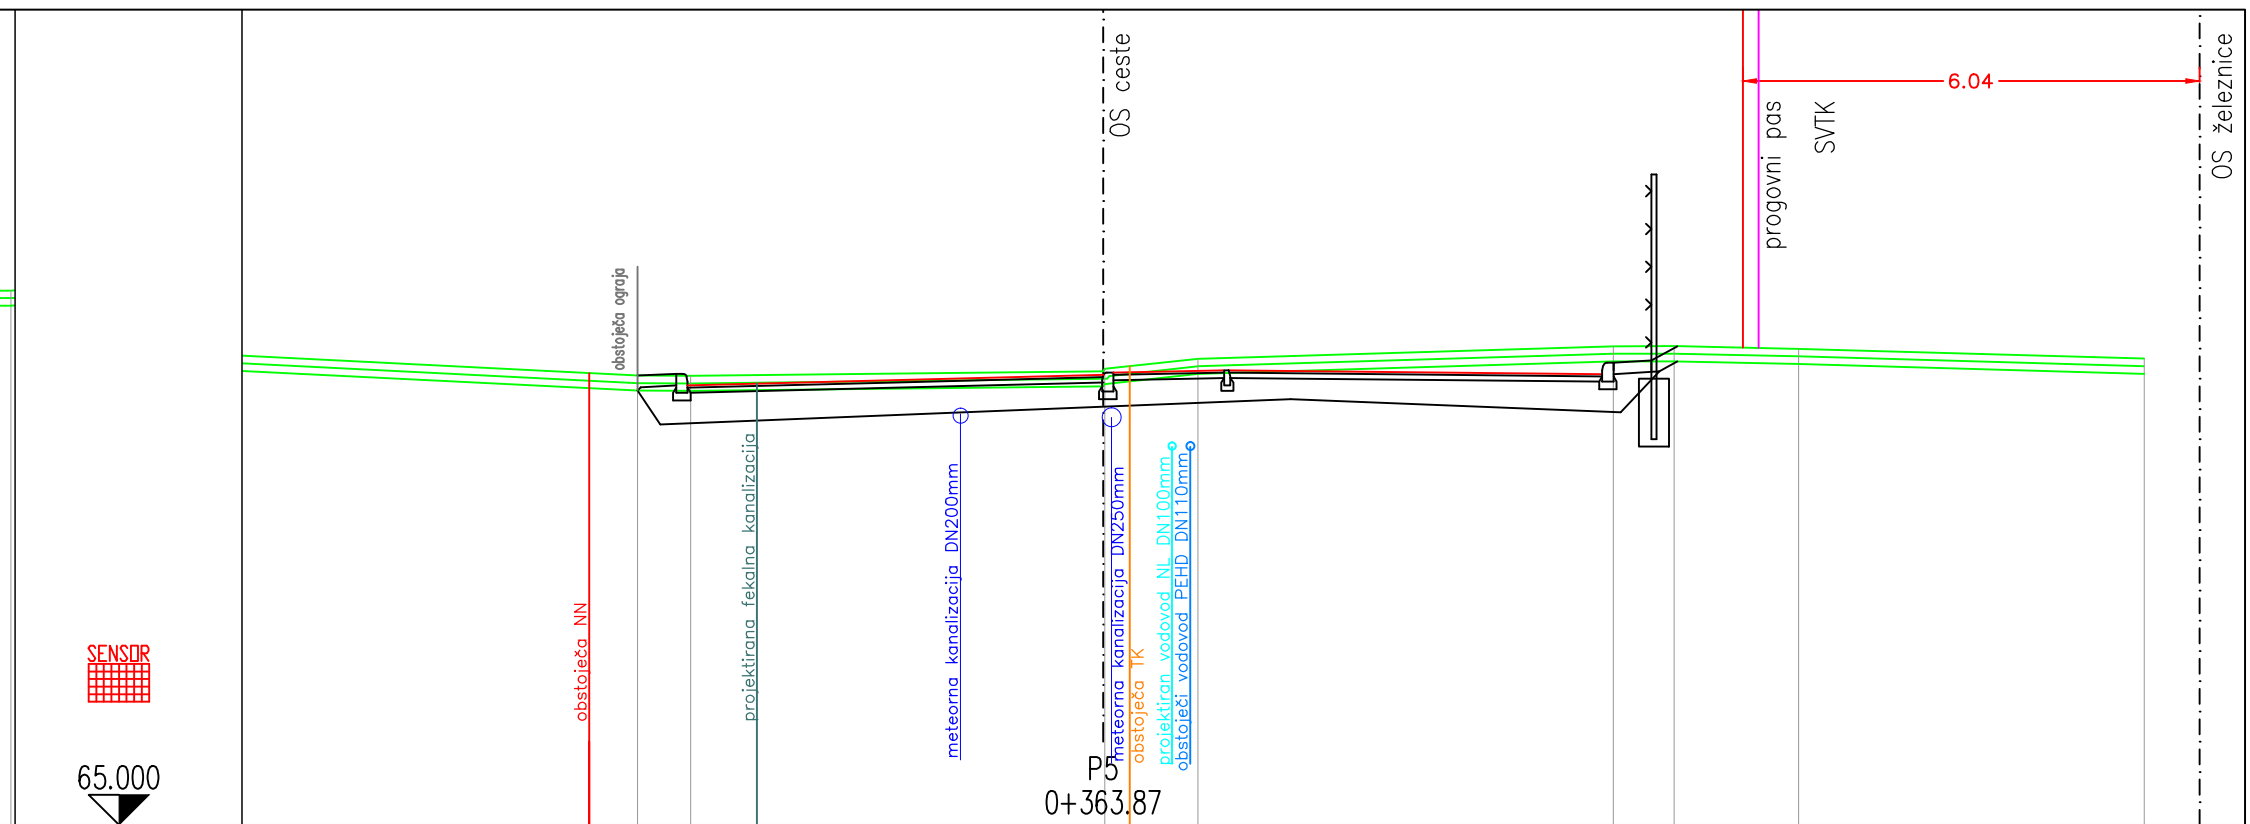 OS ceste
6.04
progovni pas
SVTK
OS železnice
obstoječa ograja
obstoječa NN
projektirana fekalna kanalizacija
meteorna kanalizacija DN200mm
meteorna kanalizacija DN250mm
obstoječa TK
projektiran vodovod NL DN100mm
obstoječi vodovod PEHD DN110mm
SENSOR
65.000
P5
0+363.87